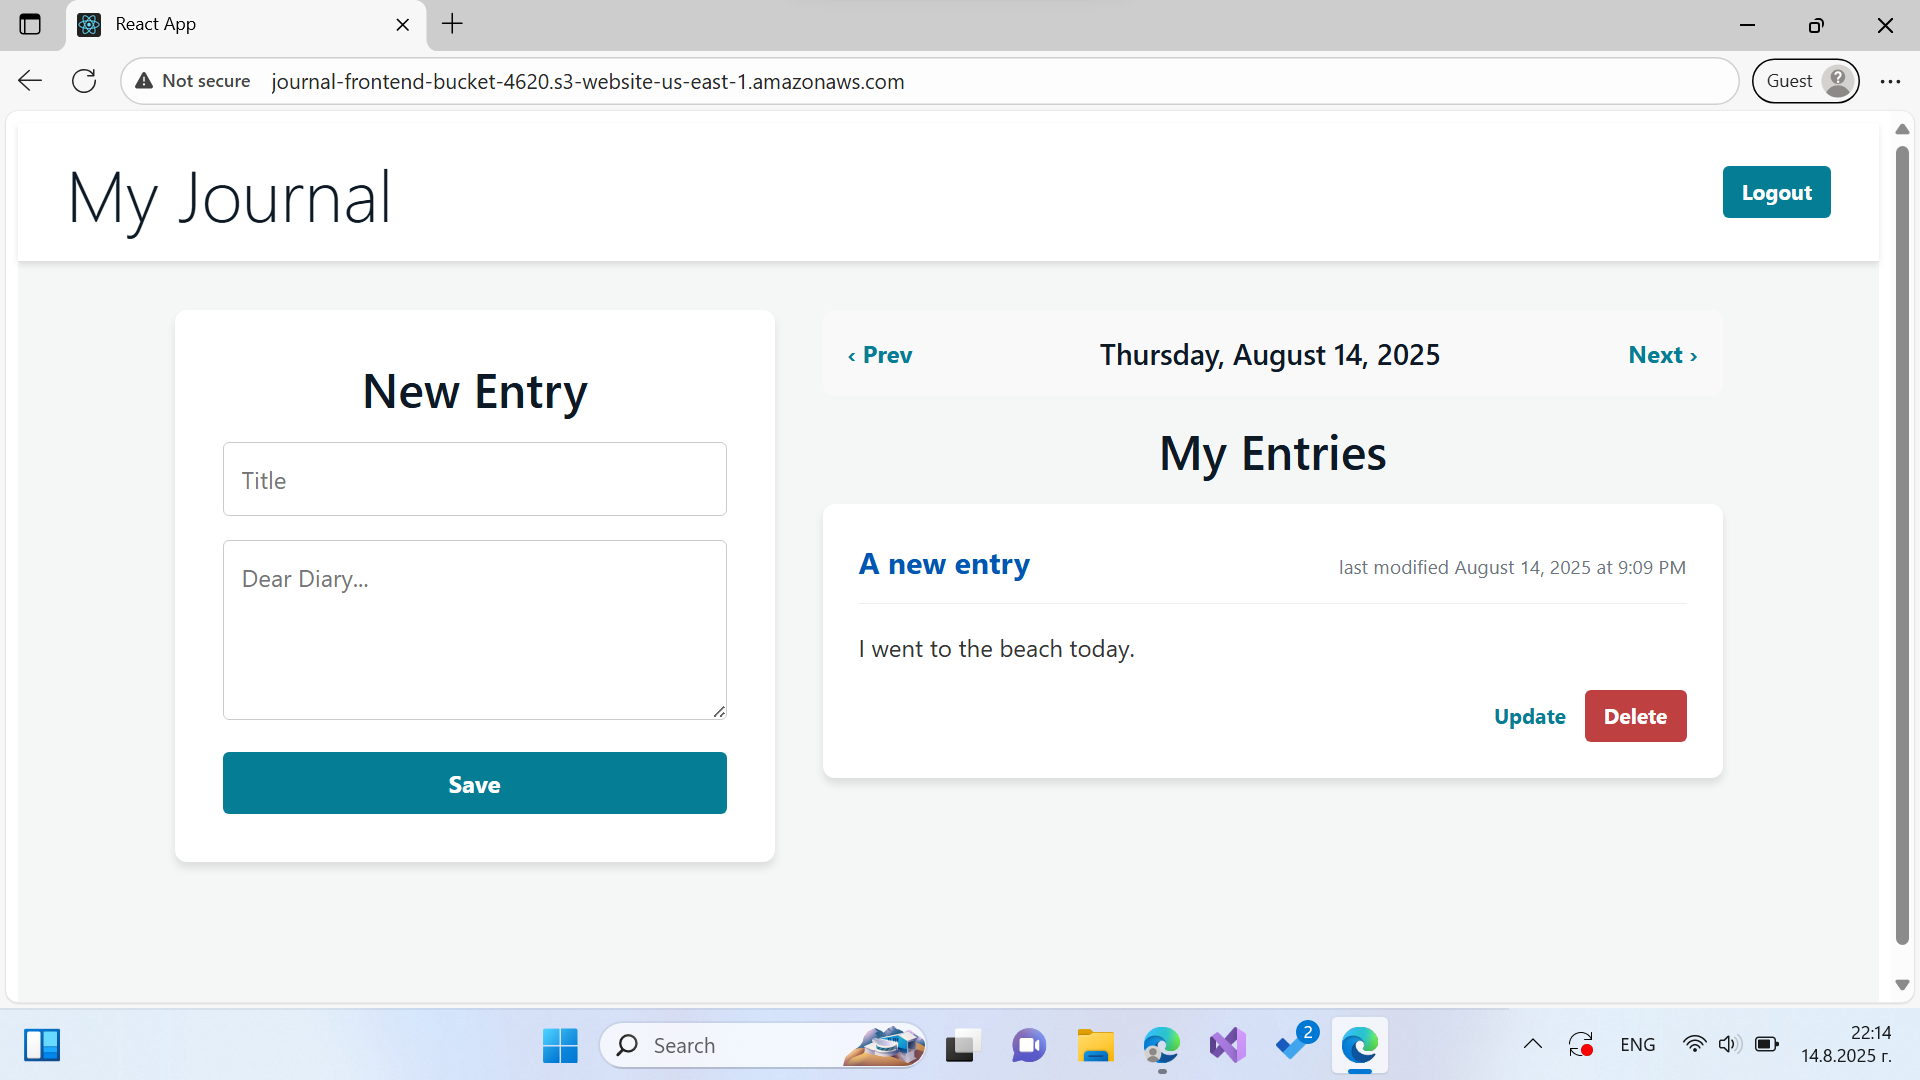 React App
Not secure journal-frontend-bucket-4620.s3-website-us-east-1.amazonaws.com
Guest
My Journal
Logout
New Entry
Title
Dear Diary...
Save
‹ Prev
Thursday, August 14, 2025
Next ›
My Entries
A new entry
last modified August 14, 2025 at 9:09 PM
I went to the beach today.
Update
Delete
Search
2
ENG
22:14
14.8.2025 г.